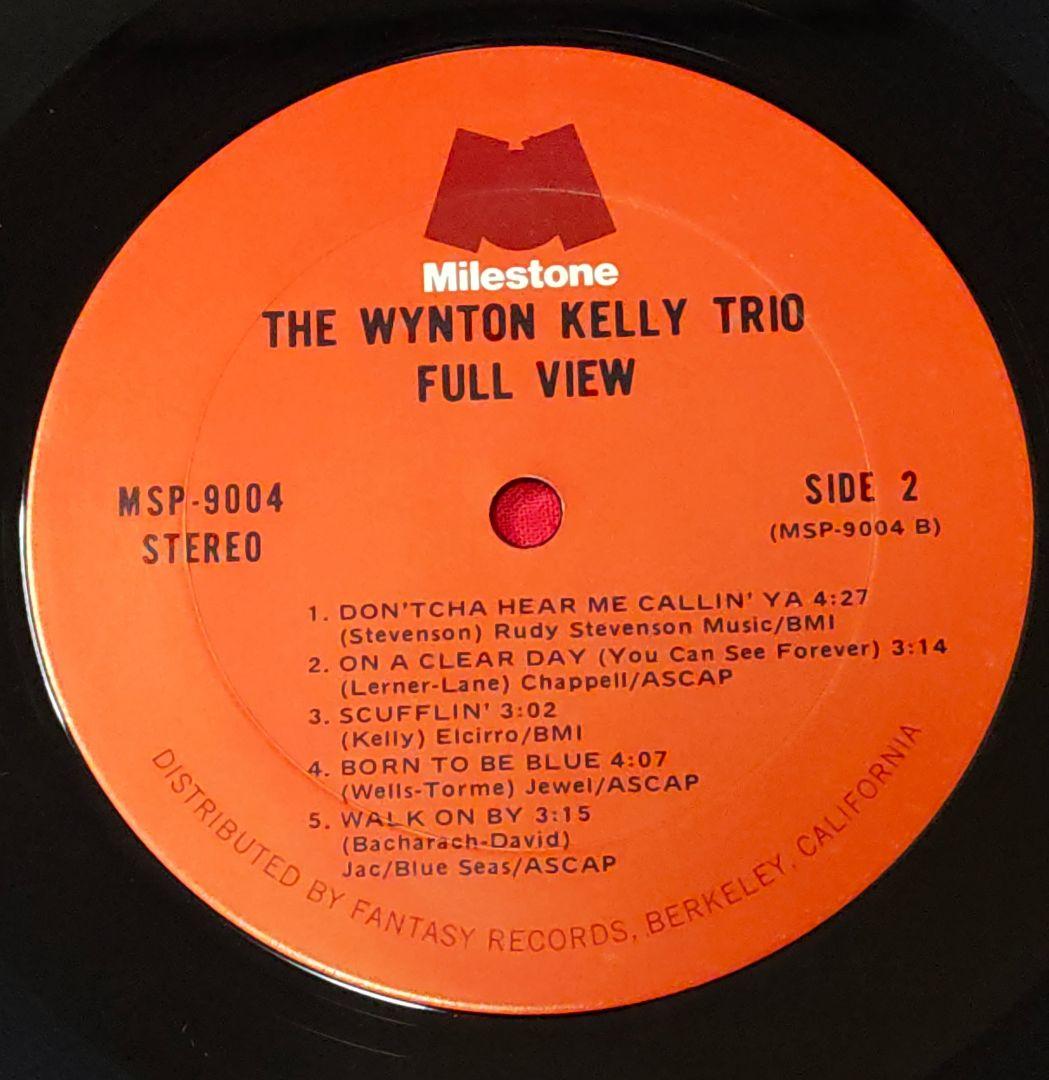 Milestone
THE WYNTON KELLY TRIO
FULL VIEW
MSP-9004
STEREO
SIDE 2
(MSP-9004 B)
1. DON'TCHA HEAR ME CALLIN' YA 4:27
(Stevenson) Rudy Stevenson Music/BMI
2. ON A CLEAR DAY (You Can See Forever) 3:14
(Lerner-Lane) Chappell/ASCAP
3. SCUFFLIN' 3:02
(Kelly) Elcirro/BMI
4. BORN TO BE BLUE 4:07
(Wells-Torme) Jewel/ASCAP
5. WALK ON BY 3:15
(Bacharach-David)
Jac/Blue Seas/ASCAP
DISTRIBUTED BY FANTASY RECORDS, BERKELEY, CALIFORNIA